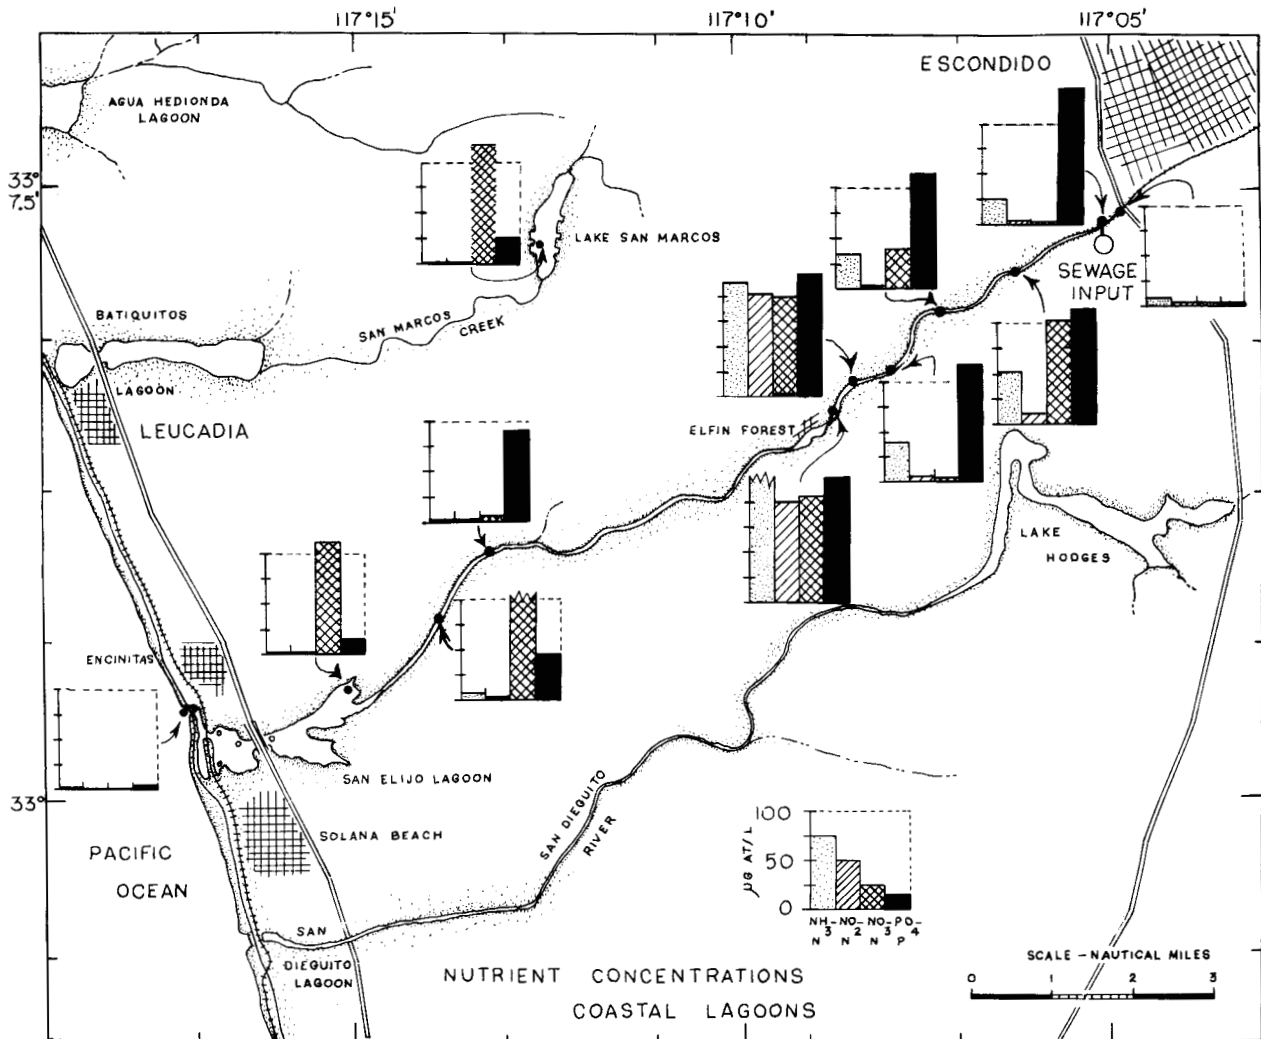 117°15'
117°10'
117°05'
ESCONDIDO
AGUA HEDIONDA
LAGOON
33°
7.5'
LAKE SAN MARCOS
SEWAGE
INPUT
BATIQUITOS
LAGOON
SAN MARCOS
CREEK
LEUCADIA
ELFIN FOREST
LAKE
HODGES
ENCINITAS
SAN ELIJO LAGOON
33°
SOLANA BEACH
SAN DIEGUITO
RIVER
PACIFIC
OCEAN
100
50
0
µG AT/L
NH3-N
NO2-N
NO3-N
PO4-P
SAN
DIEGUITO
LAGOON
SCALE – NAUTICAL MILES
0 1 2 3
NUTRIENT CONCENTRATIONS
COASTAL LAGOONS